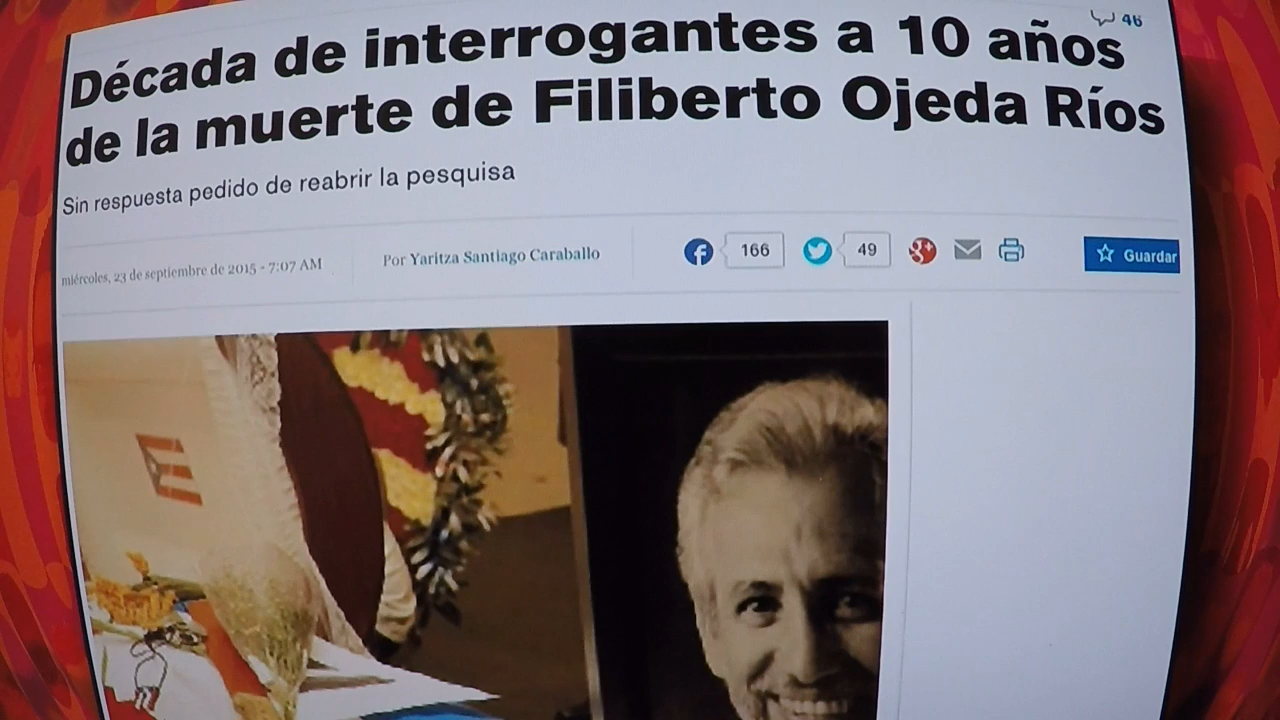 46
Década de interrogantes a 10 años
de la muerte de Filiberto Ojeda Ríos
Sin respuesta pedido de reabrir la pesquisa
miércoles, 23 de septiembre de 2015 - 7:07 AM
Por Yaritza Santiago Caraballo
166
49
Guardar